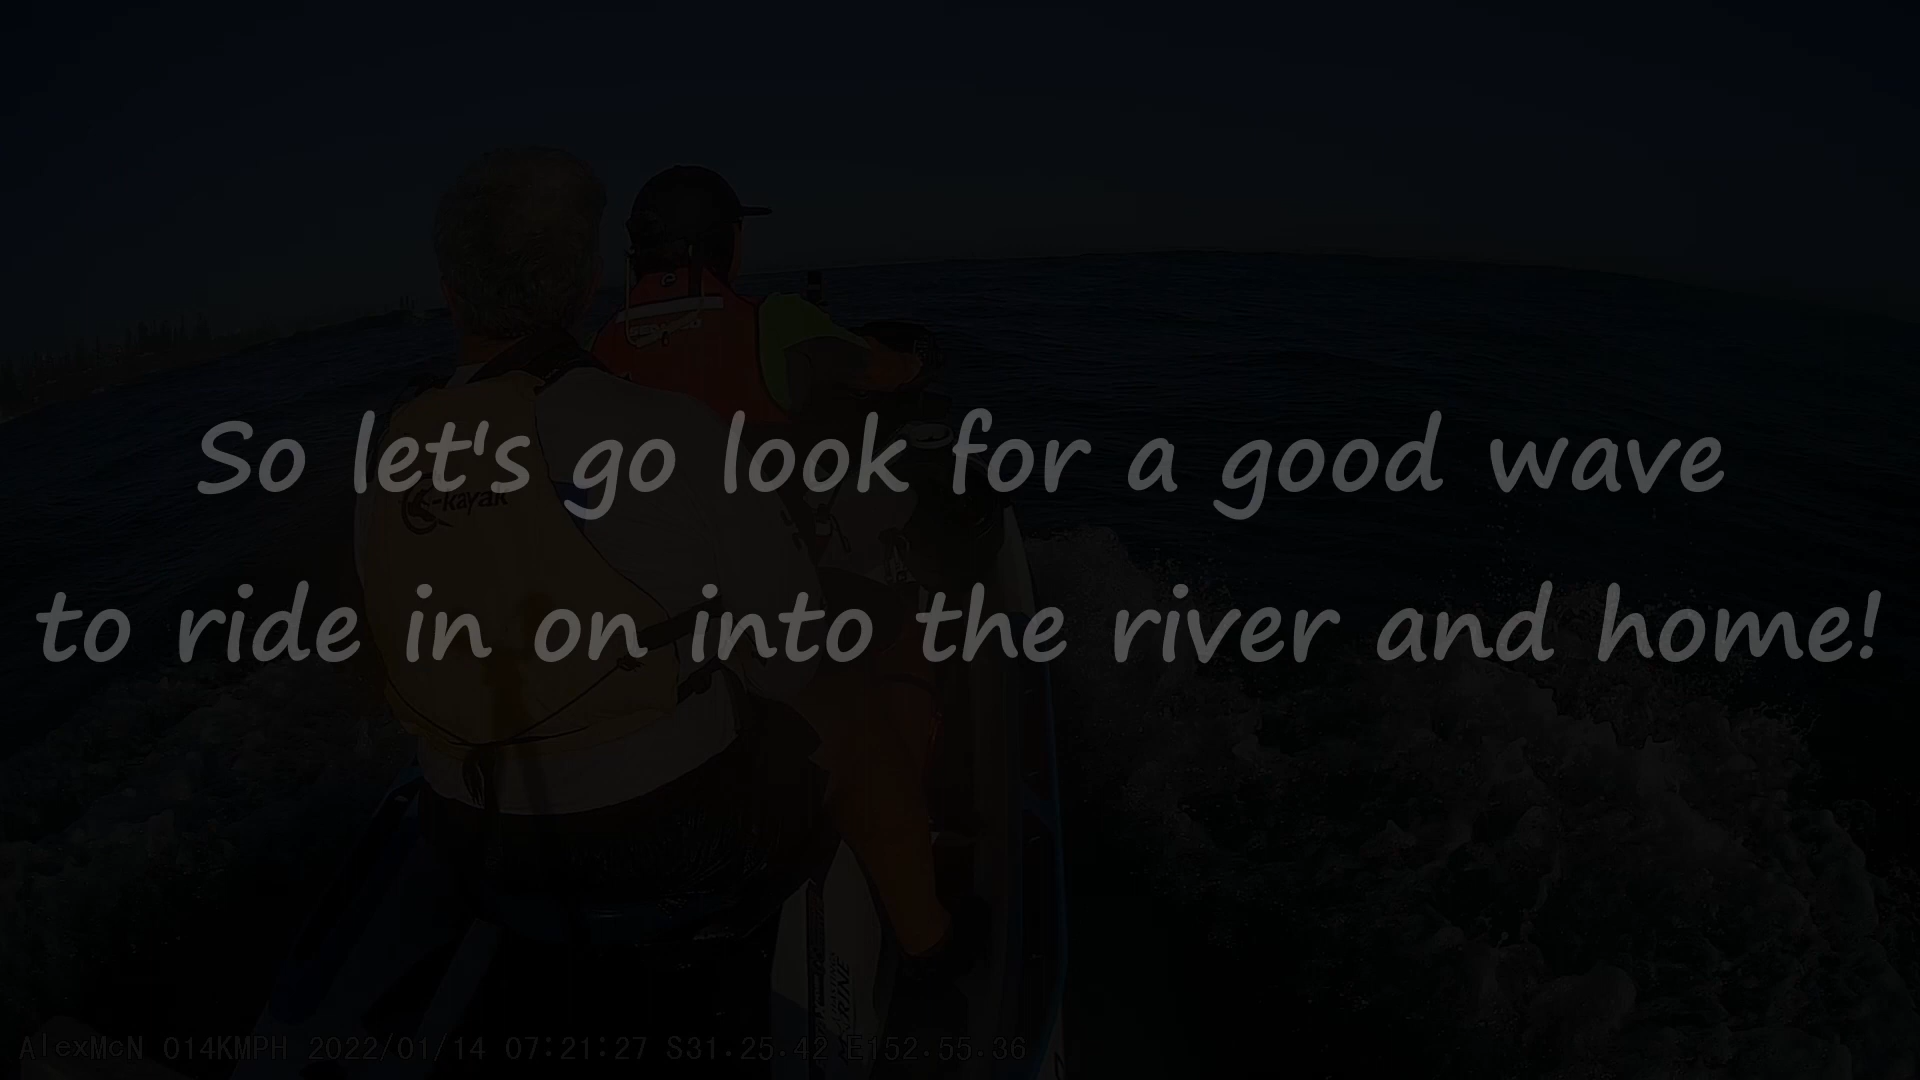 So let's go look for a good wave
-kayak
to ride in on into the river and home!
AlexMcN 014KMPH 2022/01/14 07:21:27 S31.25.42 E152.55.36